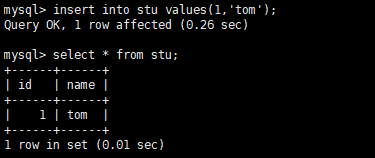 mysql> insert into stu values(1,'tom');
Query OK, 1 row affected (0.26 sec)
mysql> select * from stu;
+------+------+
| id   | name |
+------+------+
|    1 | tom  |
+------+------+
1 row in set (0.01 sec)